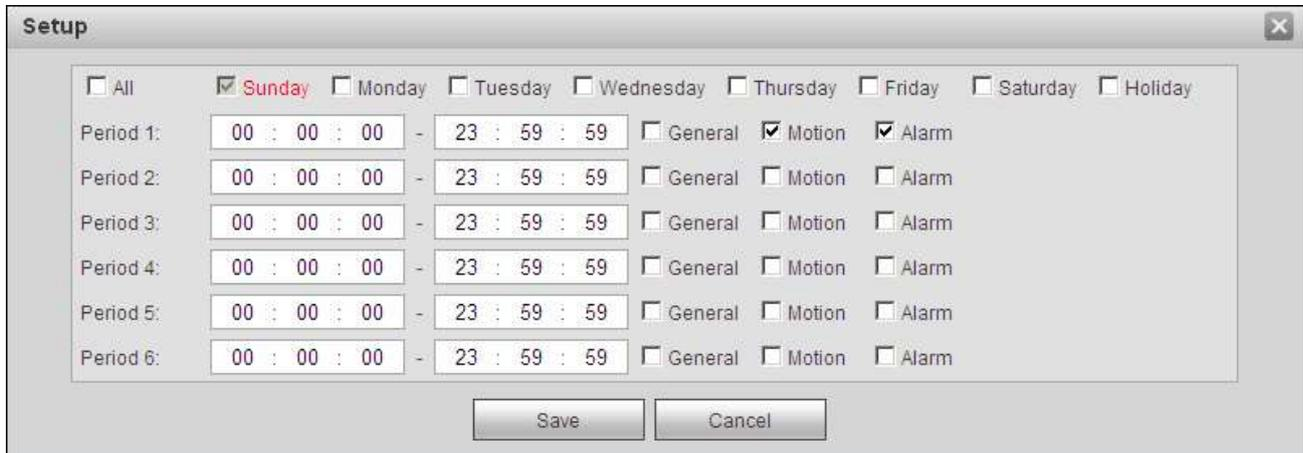 Setup
All Sunday Monday Tuesday Wednesday Thursday Friday Saturday Holiday
Period 1: 00 : 00 : 00 - 23 : 59 : 59 General Motion Alarm
Period 2: 00 : 00 : 00 - 23 : 59 : 59 General Motion Alarm
Period 3: 00 : 00 : 00 - 23 : 59 : 59 General Motion Alarm
Period 4: 00 : 00 : 00 - 23 : 59 : 59 General Motion Alarm
Period 5: 00 : 00 : 00 - 23 : 59 : 59 General Motion Alarm
Period 6: 00 : 00 : 00 - 23 : 59 : 59 General Motion Alarm
Save Cancel